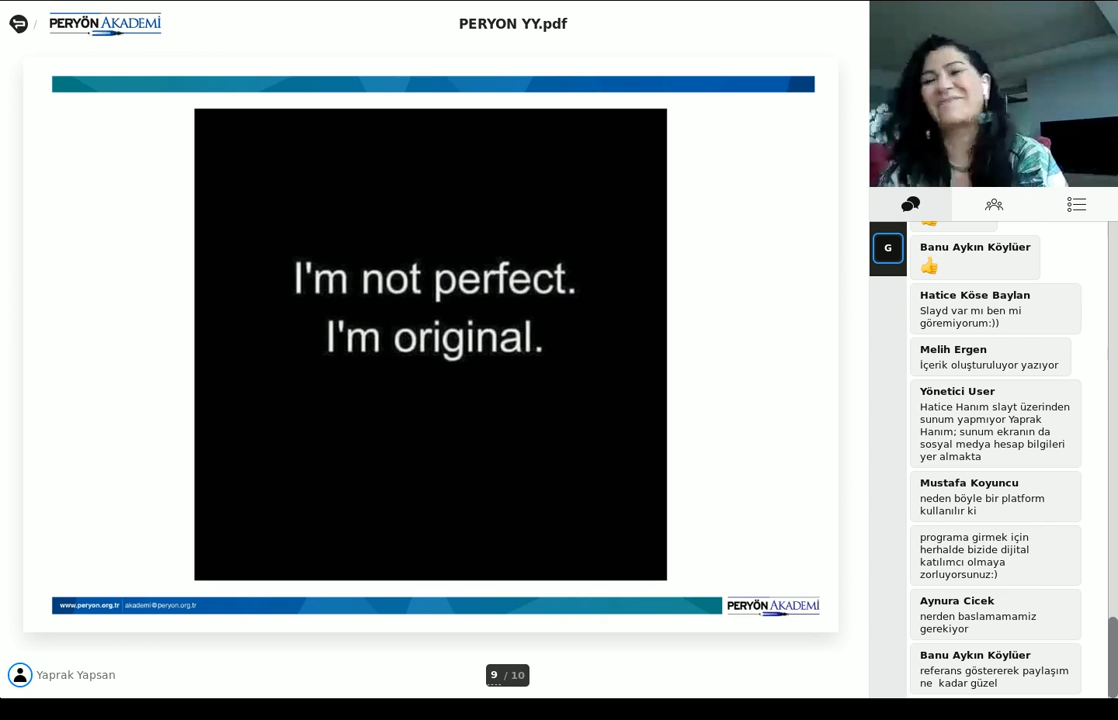 PERYÖN AKADEMİ
PERYON YY.pdf
I'm not perfect.
I'm original.
www.peryon.org.tr | akademi@peryon.org.tr
PERYÖN AKADEMİ
Yaprak Yapsan
9 / 10
G
Banu Aykın Köylüer
Hatice Köse Baylan
Slayd var mı ben mi
göremiyorum:))
Melih Ergen
İçerik oluşturuluyor yazıyor
Yönetici User
Hatice Hanım slayt üzerinden
sunum yapmıyor Yaprak
Hanım; sunum ekranın da
sosyal medya hesap bilgileri
yer almakta
Mustafa Koyuncu
neden böyle bir platform
kullanılır ki
programa girmek için
herhalde bizide dijital
katılımcı olmaya
zorluyorsunuz:)
Aynura Cicek
nerden baslamamamiz
gerekiyor
Banu Aykın Köylüer
referans göstererek paylaşım
ne kadar güzel